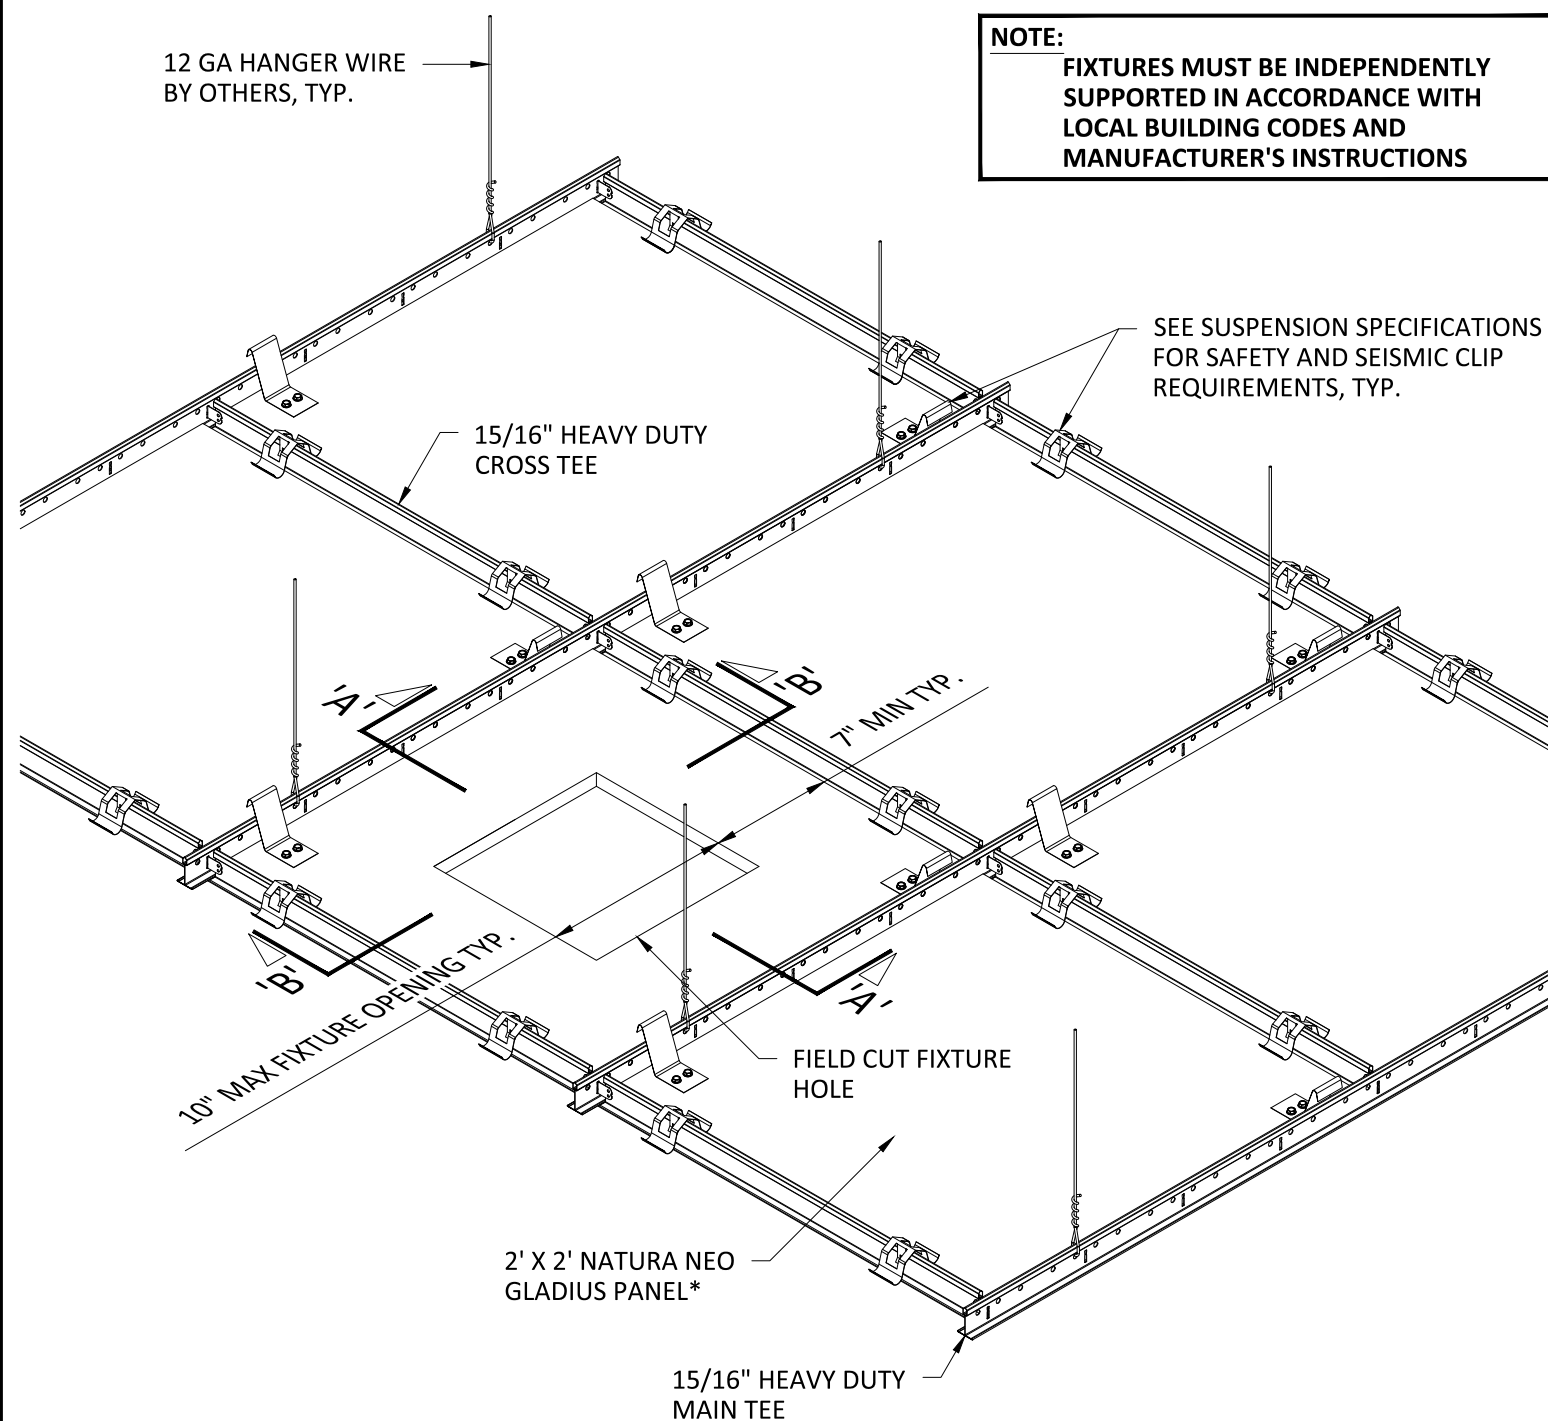 12 GA HANGER WIRE
BY OTHERS, TYP.
NOTE:
FIXTURES MUST BE INDEPENDENTLY
SUPPORTED IN ACCORDANCE WITH
LOCAL BUILDING CODES AND
MANUFACTURER'S INSTRUCTIONS
SEE SUSPENSION SPECIFICATIONS
FOR SAFETY AND SEISMIC CLIP
REQUIREMENTS, TYP.
15/16" HEAVY DUTY
CROSS TEE
'A'
'B'
7" MIN TYP.
'B'
'A'
10" MAX FIXTURE OPENING TYP.
FIELD CUT FIXTURE
HOLE
2' X 2' NATURA NEO
GLADIUS PANEL*
15/16" HEAVY DUTY
MAIN TEE